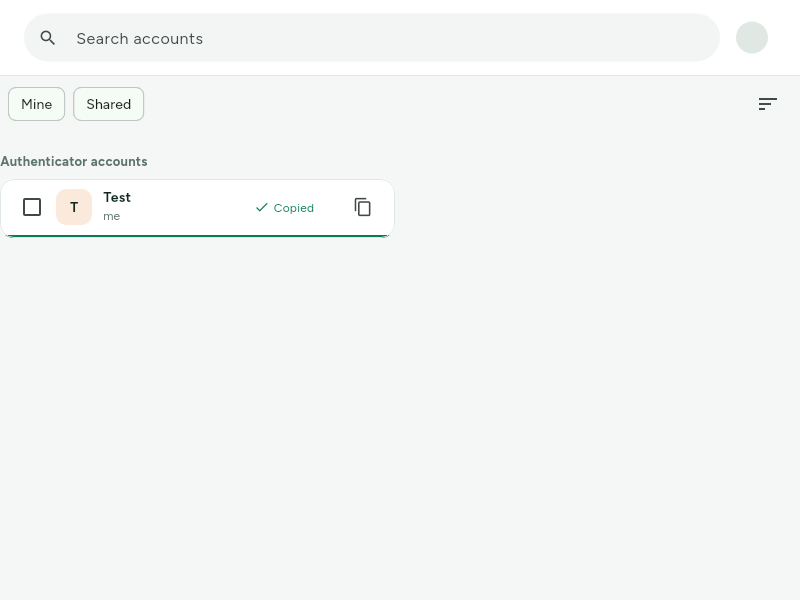 Search accounts
Mine
Shared
Authenticator accounts
T
Test
me
Copied